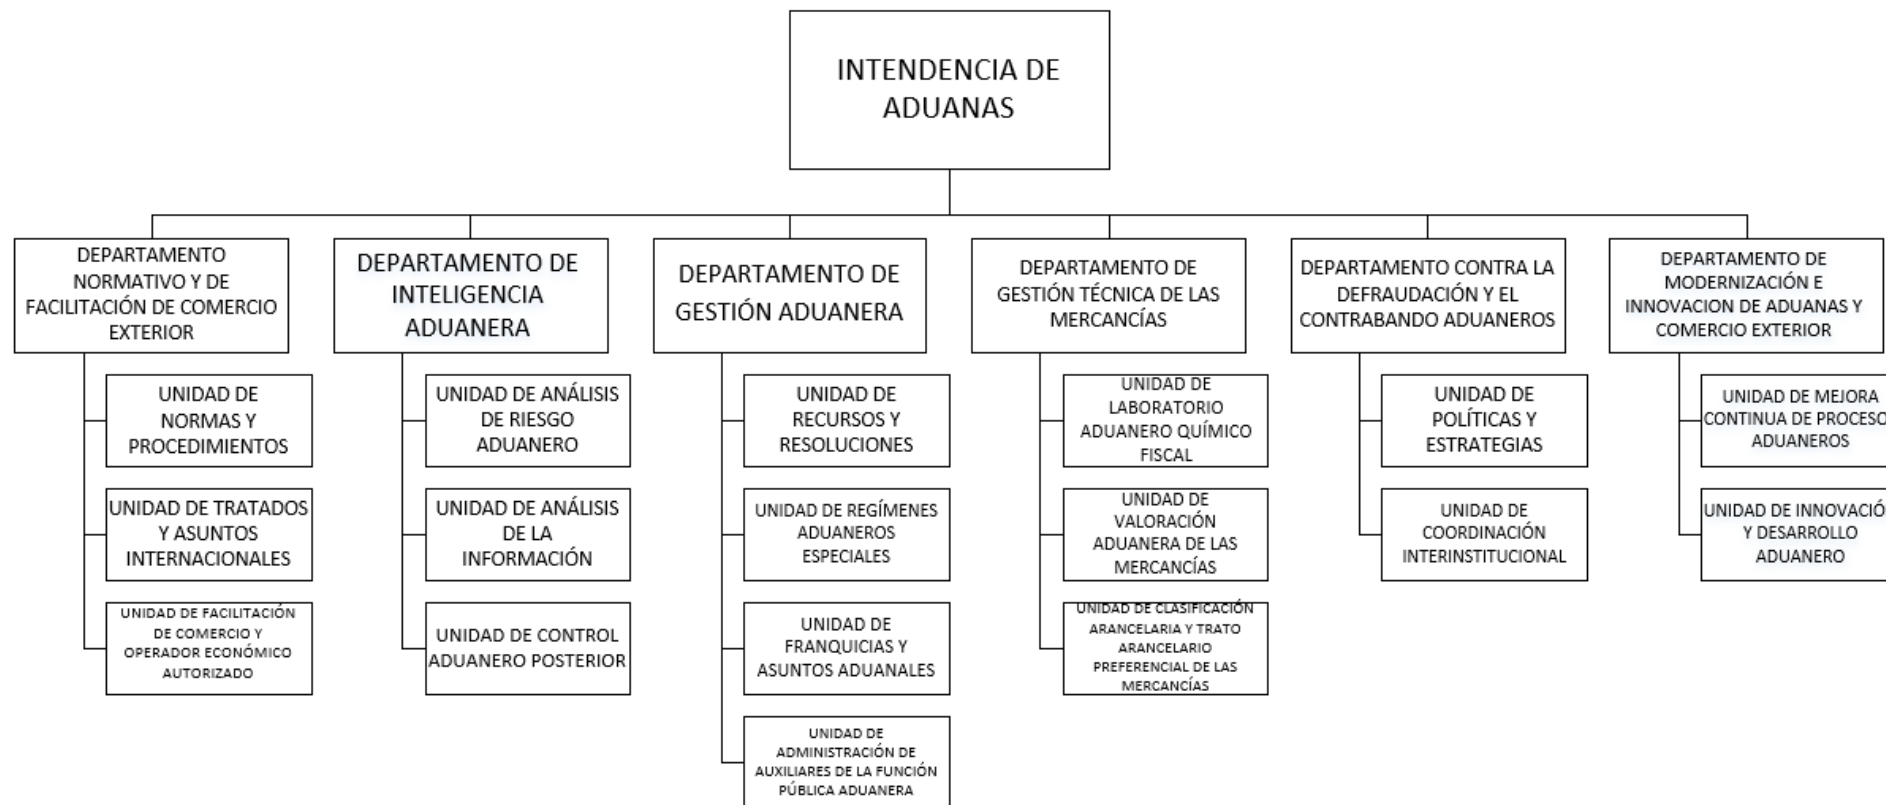 INTENDENCIA DE
ADUANAS
DEPARTAMENTO
NORMATIVO Y DE
FACILITACIÓN DE COMERCIO
EXTERIOR
UNIDAD DE
NORMAS Y
PROCEDIMIENTOS
UNIDAD DE TRATADOS
Y ASUNTOS
INTERNACIONALES
UNIDAD DE FACILITACIÓN
DE COMERCIO Y
OPERADOR ECONÓMICO
AUTORIZADO
DEPARTAMENTO DE
INTELIGENCIA
ADUANERA
UNIDAD DE ANÁLISIS
DE RIESGO
ADUANERO
UNIDAD DE ANÁLISIS
DE LA
INFORMACIÓN
UNIDAD DE CONTROL
ADUANERO POSTERIOR
DEPARTAMENTO DE
GESTIÓN ADUANERA
UNIDAD DE
RECURSOS Y
RESOLUCIONES
UNIDAD DE REGÍMENES
ADUANEROS
ESPECIALES
UNIDAD DE
FRANQUICIAS Y
ASUNTOS ADUANALES
UNIDAD DE
ADMINISTRACIÓN DE
AUXILIARES DE LA FUNCIÓN
PÚBLICA ADUANERA
DEPARTAMENTO DE
GESTIÓN TÉCNICA DE LAS
MERCANCÍAS
UNIDAD DE
LABORATORIO
ADUANERO QUÍMICO
FISCAL
UNIDAD DE
VALORACIÓN
ADUANERA DE LAS
MERCANCÍAS
UNIDAD DE CLASIFICACIÓN
ARANCELARIA Y TRATO
ARANCELARIO
PREFERENCIAL DE LAS
MERCANCÍAS
DEPARTAMENTO CONTRA LA
DEFRAUDACIÓN Y EL
CONTRABANDO ADUANEROS
UNIDAD DE
POLÍTICAS Y
ESTRATEGIAS
UNIDAD DE
COORDINACIÓN
INTERINSTITUCIONAL
DEPARTAMENTO DE
MODERNIZACIÓN E
INNOVACION DE ADUANAS Y
COMERCIO EXTERIOR
UNIDAD DE MEJORA
CONTINUA DE PROCESO
ADUANEROS
UNIDAD DE INNOVACIÓ
Y DESARROLLO
ADUANERO